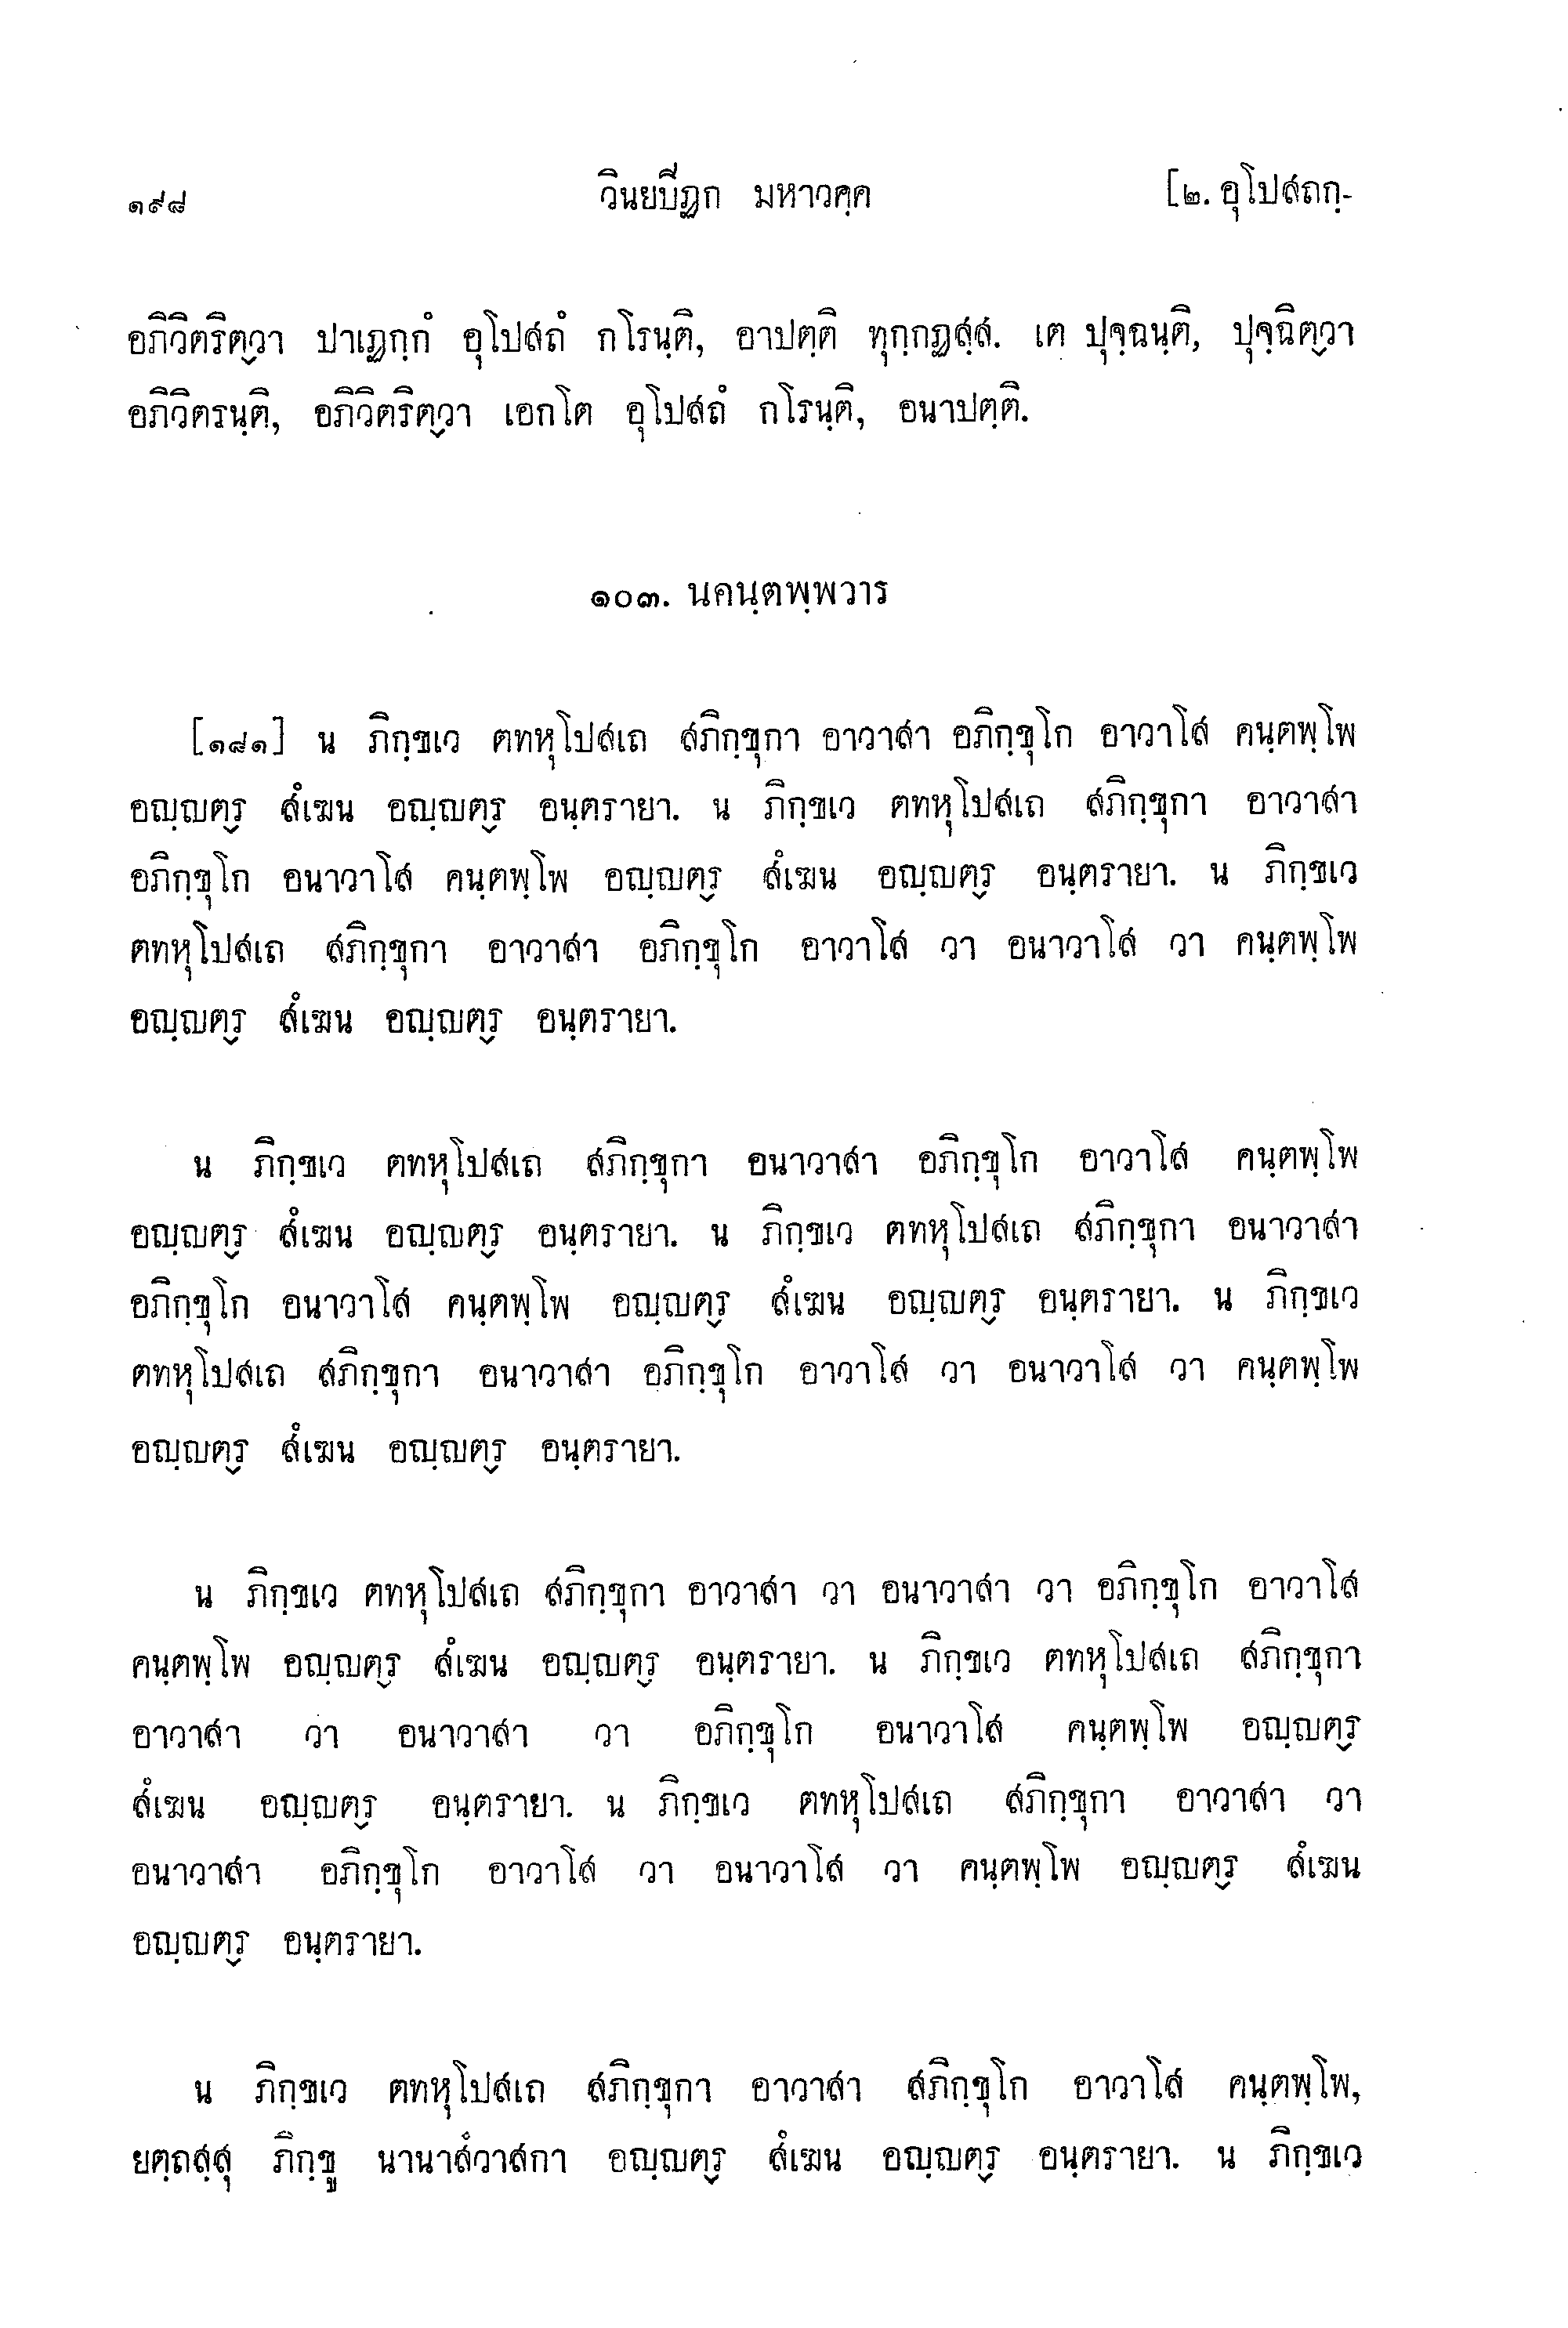 ๑๙๘ วินยปิฏก มหาวคฺค [๒. อุโปสถกฺ-
อภิวิตริต๎วา ปาเฏกฺกํ อุโปสถํ กโรนฺติ, อาปตฺติ ทุกฺกฏสฺส. เต ปุจฺฉนฺติ, ปุจฺฉิต๎วา
อภิวิตรนฺติ, อภิวิตริต๎วา เอกโต อุโปสถํ กโรนฺติ, อนาปตฺติ.
๑๐๓. นคนฺตพฺพวาร
[๑๘๑] น ภิกฺขเว ตทหุโปสเถ สภิกฺขุกา อาวาสา อภิกฺขุโก อาวาโส คนฺตพฺโพ
อญฺญต๎ร สํเฆน อญฺญต๎ร อนฺตรายา. น ภิกฺขเว ตทหุโปสเถ สภิกฺขุกา อาวาสา
อภิกฺขุโก อนาวาโส คนฺตพฺโพ อญฺญต๎ร สํเฆน อญฺญต๎ร อนฺตรายา. น ภิกฺขเว
ตทหุโปสเถ สภิกฺขุกา อาวาสา อภิกฺขุโก อาวาโส วา อนาวาโส วา คนฺตพฺโพ
อญฺญต๎ร สํเฆน อญฺญต๎ร อนฺตรายา.
น ภิกฺขเว ตทหุโปสเถ สภิกฺขุกา อนาวาสา อภิกฺขุโก อาวาโส คนฺตพฺโพ
อญฺญต๎ร สํเฆน อญฺญต๎ร อนฺตรายา. น ภิกฺขเว ตทหุโปสเถ สภิกฺขุกา อนาวาสา
อภิกฺขุโก อนาวาโส คนฺตพฺโพ อญฺญต๎ร สํเฆน อญฺญต๎ร อนฺตรายา. น ภิกฺขเว
ตทหุโปสเถ สภิกฺขุกา อนาวาสา อภิกฺขุโก อาวาโส วา อนาวาโส วา คนฺตพฺโพ
อญฺญต๎ร สํเฆน อญฺญต๎ร อนฺตรายา.
น ภิกฺขเว ตทหุโปสเถ สภิกฺขุกา อาวาสา วา อนาวาสา วา อภิกฺขุโก อาวาโส
คนฺตพฺโพ อญฺญต๎ร สํเฆน อญฺญต๎ร อนฺตรายา. น ภิกฺขเว ตทหุโปสเถ สภิกฺขุกา
อาวาสา วา อนาวาสา วา อภิกฺขุโก อนาวาโส คนฺตพฺโพ อญฺญต๎ร
สํเฆน อญฺญต๎ร อนฺตรายา. น ภิกฺขเว ตทหุโปสเถ สภิกฺขุกา อาวาสา วา
อนาวาสา อภิกฺขุโก อาวาโส วา อนาวาโส วา คนฺตพฺโพ อญฺญต๎ร สํเฆน
อญฺญต๎ร อนฺตรายา.
น ภิกฺขเว ตทหุโปสเถ สภิกฺขุกา อาวาสา สภิกฺขุโก อาวาโส คนฺตพฺโพ,
ยตฺถสฺสุ ภิกฺขู นานาสํวาสกา อญฺญต๎ร สํเฆน อญฺญต๎ร อนฺตรายา. น ภิกฺขเว